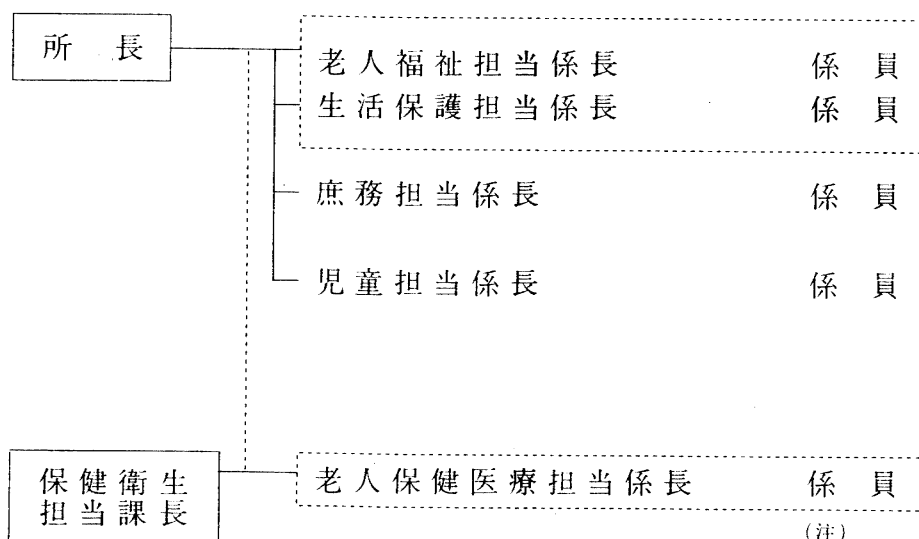 所長
老人福祉担当係長 係員
生活保護担当係長 係員
庶務担当係長 係員
児童担当係長 係員
保健衛生
担当課長
老人保健医療担当係長 係員
(注)